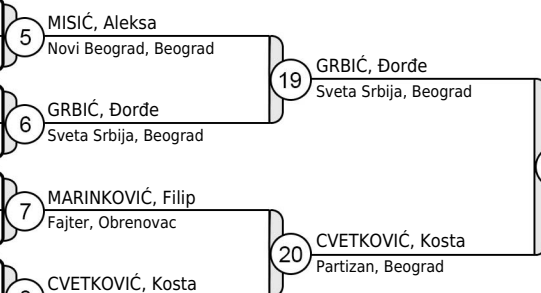 5
MISIĆ, Aleksa
Novi Beograd, Beograd
6
GRBIĆ, Đorđe
Sveta Srbija, Beograd
19
GRBIĆ, Đorđe
Sveta Srbija, Beograd
7
MARINKOVIĆ, Filip
Fajter, Obrenovac
CVETKOVIĆ, Kosta
20
CVETKOVIĆ, Kosta
Partizan, Beograd